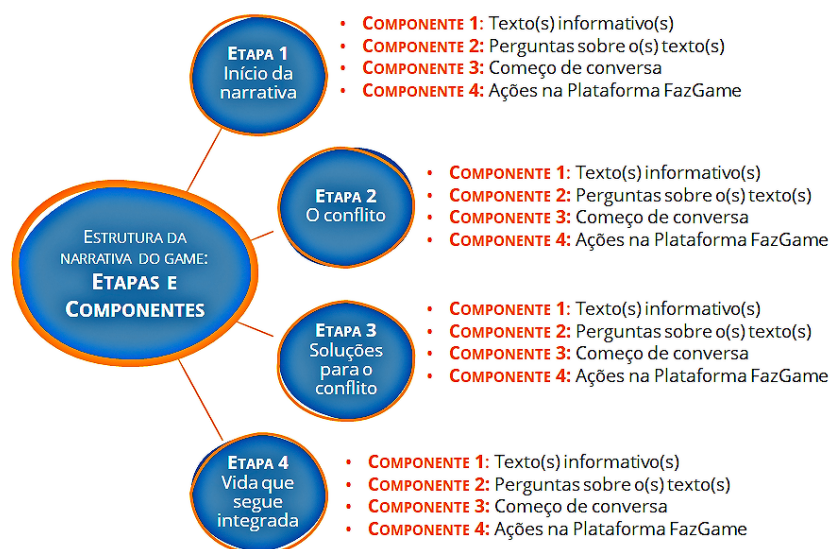 ESTRUTURA DA
NARRATIVA DO GAME:
ETAPAS E
COMPONENTES
ETAPA 1
Início da
narrativa
• COMPONENTE 1: Texto(s) informativo(s)
• COMPONENTE 2: Perguntas sobre o(s) texto(s)
• COMPONENTE 3: Começo de conversa
• COMPONENTE 4: Ações na Plataforma FazGame
ETAPA 2
O conflito
• COMPONENTE 1: Texto(s) informativo(s)
• COMPONENTE 2: Perguntas sobre o(s) texto(s)
• COMPONENTE 3: Começo de conversa
• COMPONENTE 4: Ações na Plataforma FazGame
ETAPA 3
Soluções
para o
conflito
• COMPONENTE 1: Texto(s) informativo(s)
• COMPONENTE 2: Perguntas sobre o(s) texto(s)
• COMPONENTE 3: Começo de conversa
• COMPONENTE 4: Ações na Plataforma FazGame
ETAPA 4
Vida que
segue
integrada
• COMPONENTE 1: Texto(s) informativo(s)
• COMPONENTE 2: Perguntas sobre o(s) texto(s)
• COMPONENTE 3: Começo de conversa
• COMPONENTE 4: Ações na Plataforma FazGame